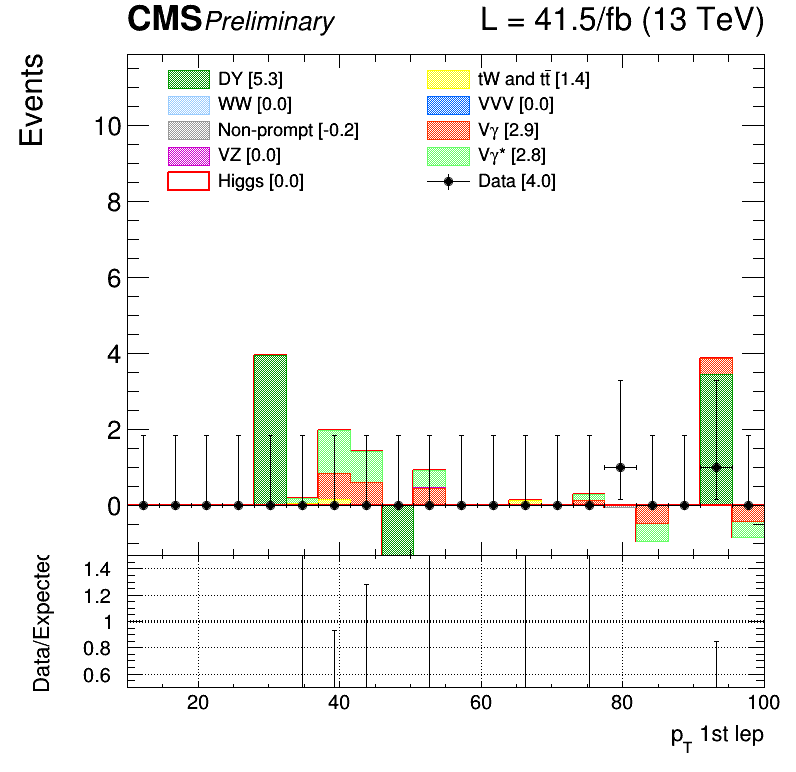 CMS Preliminary L = 41.5/fb (13 TeV)
Events
DY [5.3]
WW [0.0]
Non-prompt [-0.2]
VZ [0.0]
Higgs [0.0]
tW and tt̄ [1.4]
VVV [0.0]
Vγ [2.9]
Vγ* [2.8]
Data [4.0]
10
8
6
4
2
0
Data/Expected
1.4
1.2
1
0.8
0.6
20 40 60 80 100
p_T 1st lep